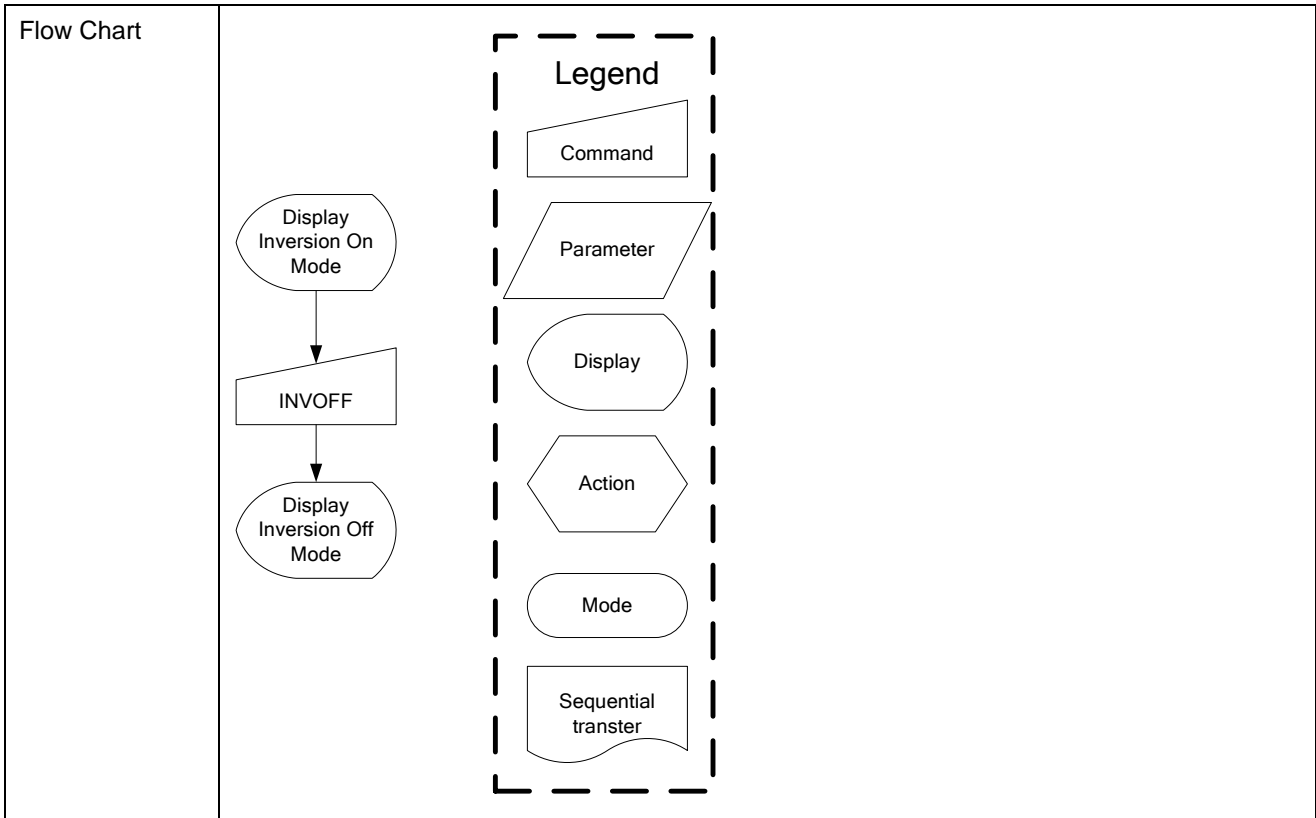 Flow Chart
Display
Inversion On
Mode
INVOFF
Display
Inversion Off
Mode
Legend
Command
Parameter
Display
Action
Mode
Sequential
transter